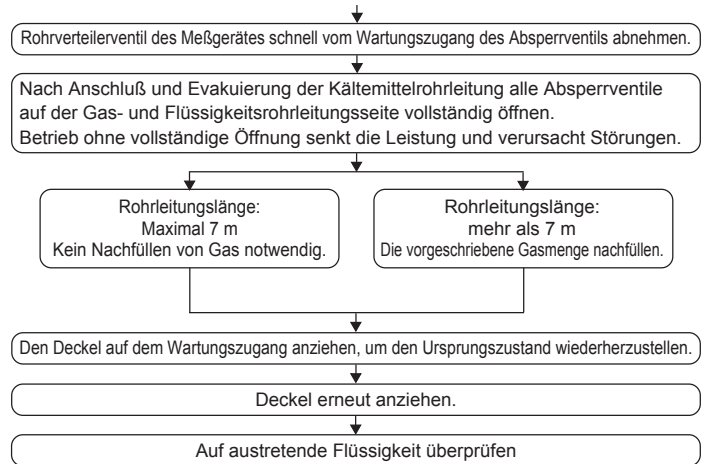 Rohrverteilerventil des Meßgerätes schnell vom Wartungszugang des Absperrventils abnehmen.
Nach Anschluß und Evakuierung der Kältemittelrohrleitung alle Absperrventile
auf der Gas- und Flüssigkeitsrohrleitungsseite vollständig öffnen.
Betrieb ohne vollständige Öffnung senkt die Leistung und verursacht Störungen.
Rohrleitungslänge:
Maximal 7 m
Kein Nachfüllen von Gas notwendig.
Rohrleitungslänge:
mehr als 7 m
Die vorgeschriebene Gasmenge nachfüllen.
Den Deckel auf dem Wartungszugang anziehen, um den Ursprungszustand wiederherzustellen.
Deckel erneut anziehen.
Auf austretende Flüssigkeit überprüfen